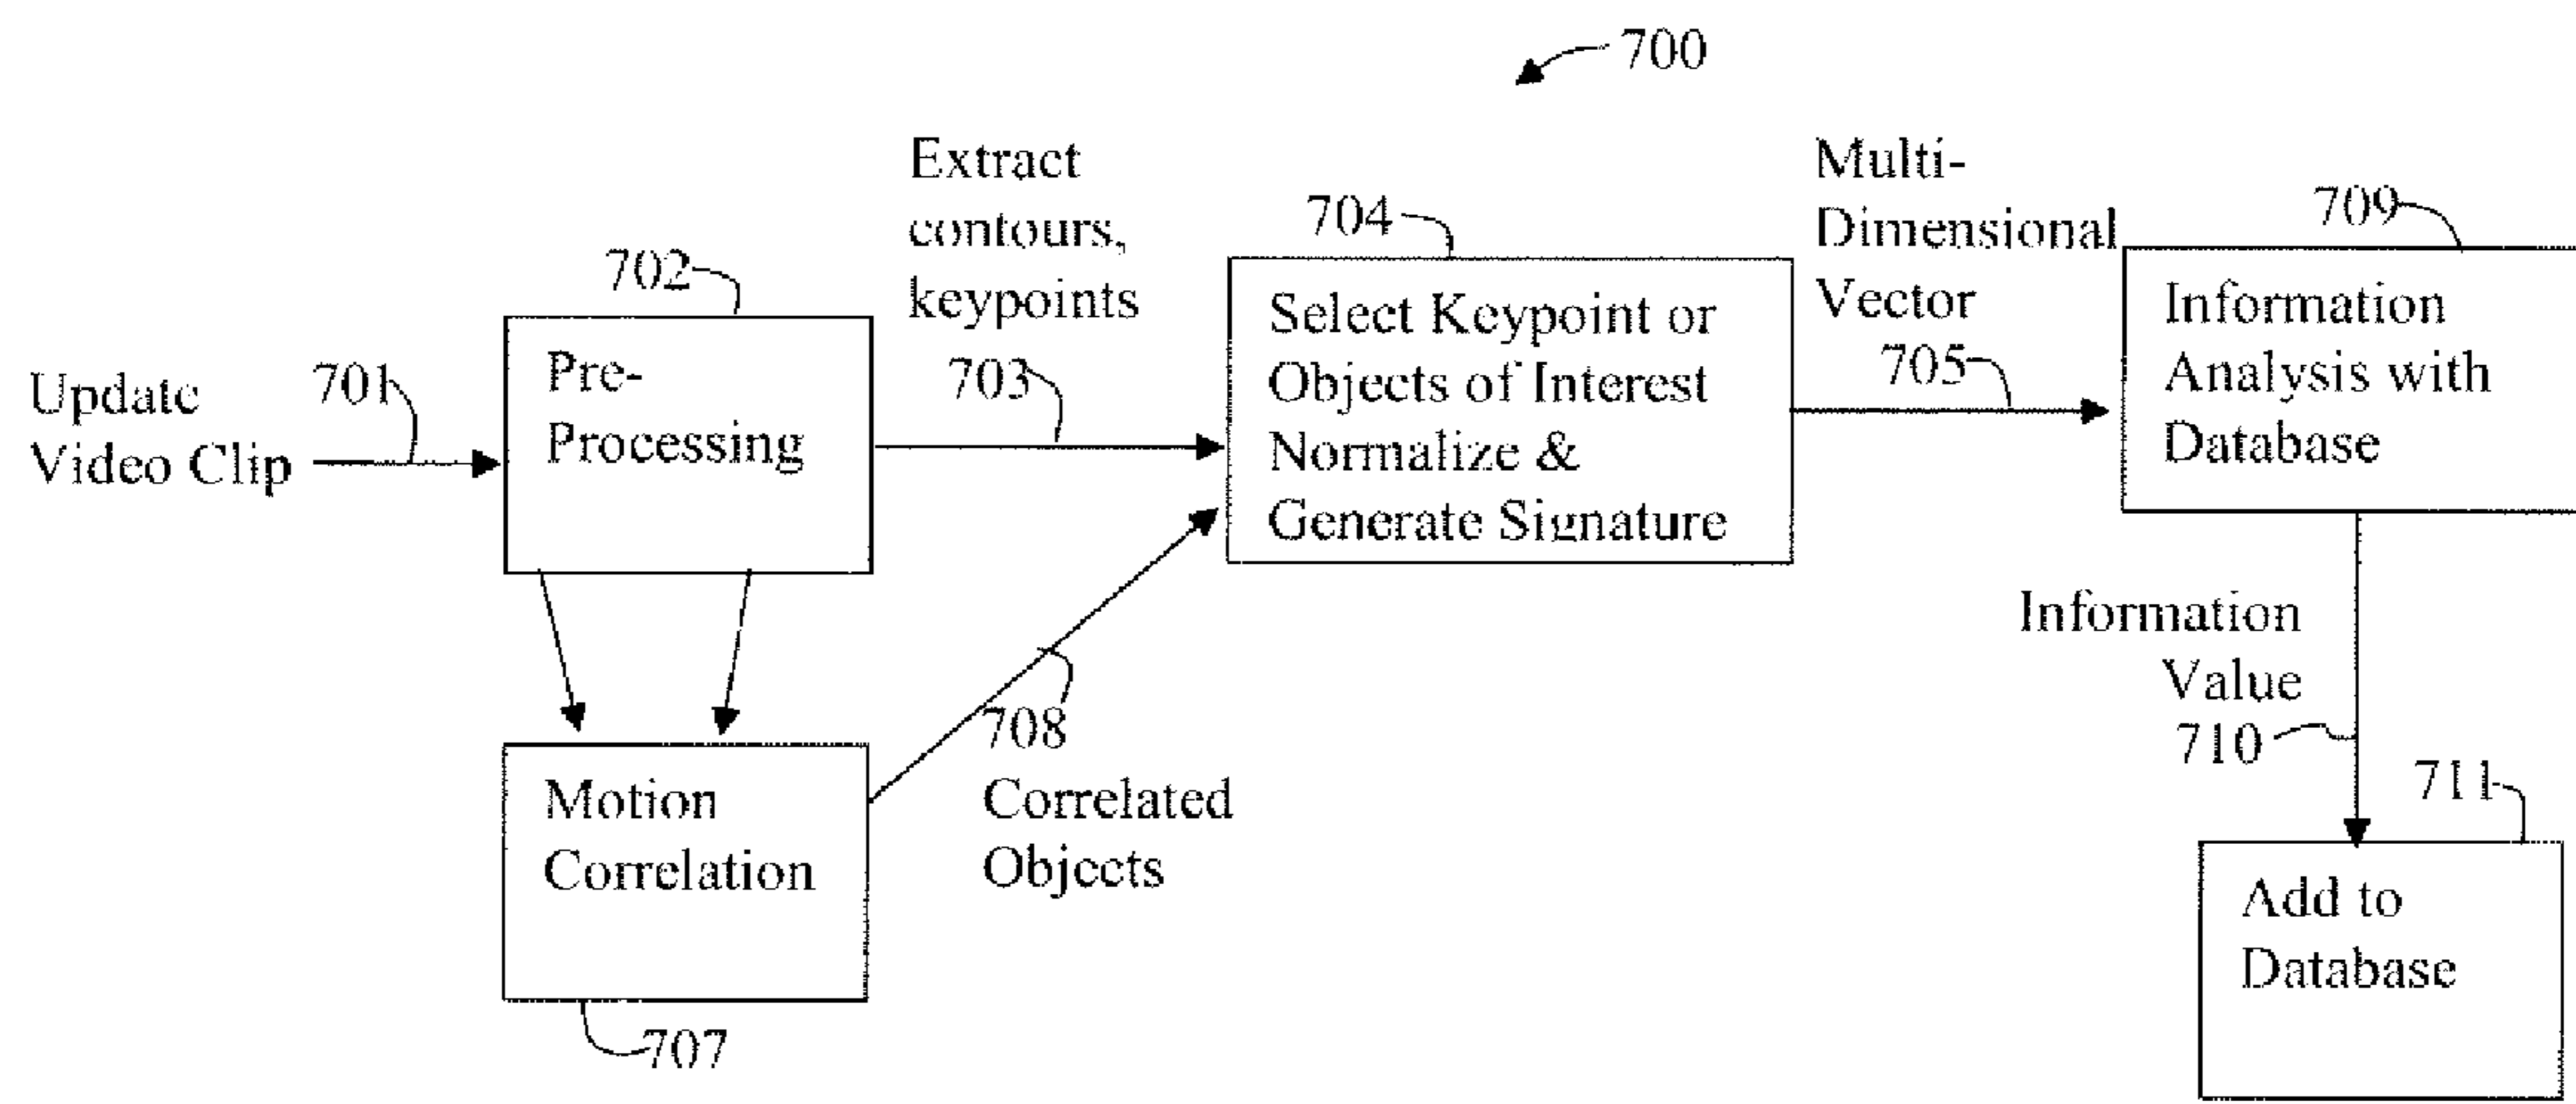 700
Update
Video Clip
701
702
Pre-
Processing
Extract
contours,
keypoints
703
704
Select Keypoint or
Objects of Interest
Normalize &
Generate Signature
Multi-
Dimensional
Vector
705
709
Information
Analysis with
Database
Motion
Correlation
707
708
Correlated
Objects
Information
Value
710
711
Add to
Database